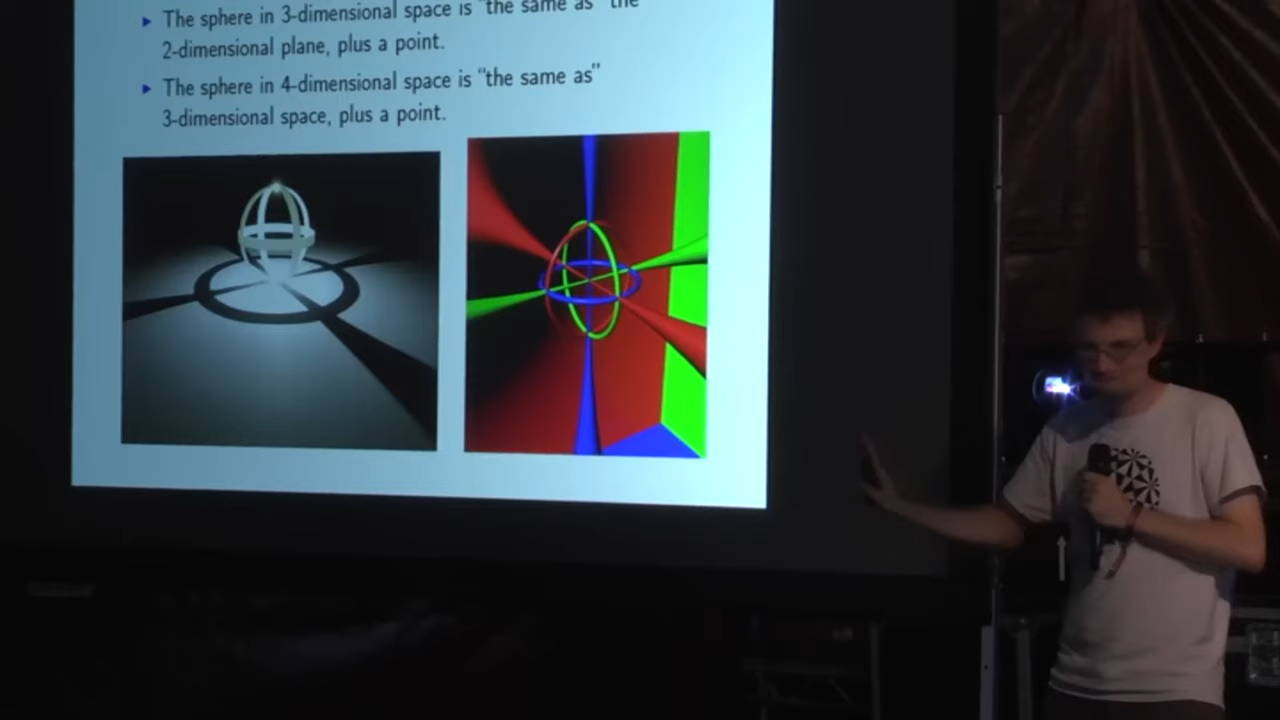 ▸ The sphere in 3-dimensional space is "the same as" the
2-dimensional plane, plus a point.
▸ The sphere in 4-dimensional space is "the same as"
3-dimensional space, plus a point.